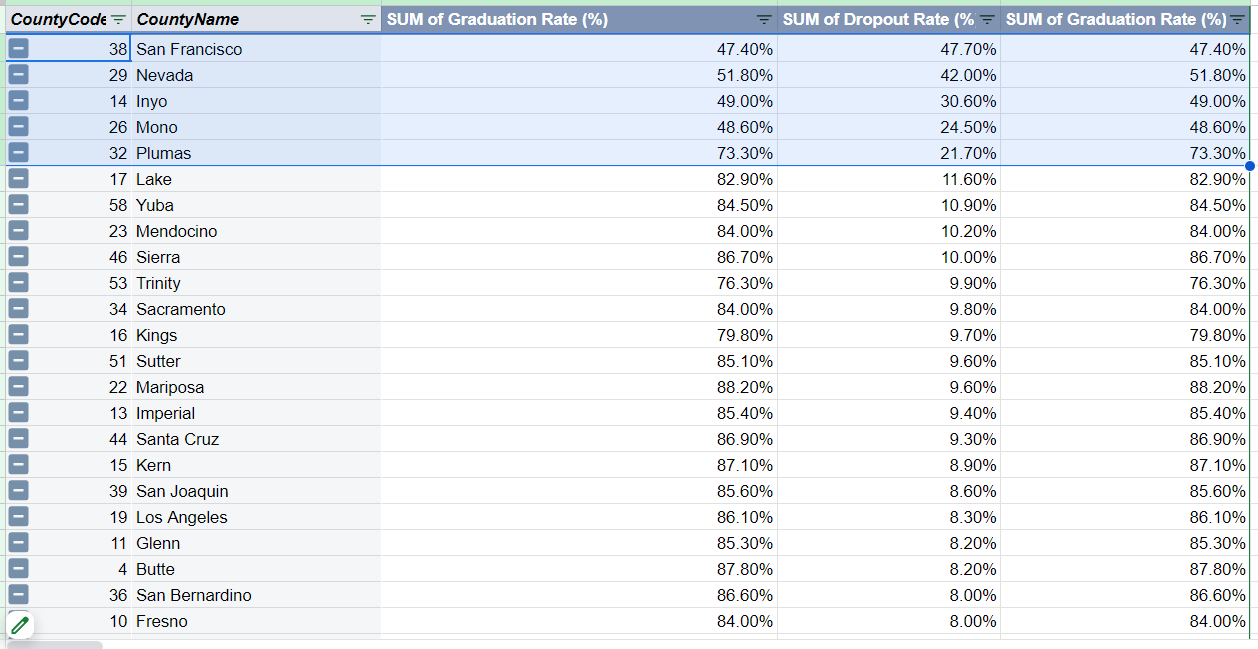 CountyCode CountyName SUM of Graduation Rate (%) SUM of Dropout Rate (% SUM of Graduation Rate (%)
38 San Francisco 47.40% 47.70% 47.40%
29 Nevada 51.80% 42.00% 51.80%
14 Inyo 49.00% 30.60% 49.00%
26 Mono 48.60% 24.50% 48.60%
32 Plumas 73.30% 21.70% 73.30%
17 Lake 82.90% 11.60% 82.90%
58 Yuba 84.50% 10.90% 84.50%
23 Mendocino 84.00% 10.20% 84.00%
46 Sierra 86.70% 10.00% 86.70%
53 Trinity 76.30% 9.90% 76.30%
34 Sacramento 84.00% 9.80% 84.00%
16 Kings 79.80% 9.70% 79.80%
51 Sutter 85.10% 9.60% 85.10%
22 Mariposa 88.20% 9.60% 88.20%
13 Imperial 85.40% 9.40% 85.40%
44 Santa Cruz 86.90% 9.30% 86.90%
15 Kern 87.10% 8.90% 87.10%
39 San Joaquin 85.60% 8.60% 85.60%
19 Los Angeles 86.10% 8.30% 86.10%
11 Glenn 85.30% 8.20% 85.30%
4 Butte 87.80% 8.20% 87.80%
36 San Bernardino 86.60% 8.00% 86.60%
10 Fresno 84.00% 8.00% 84.00%